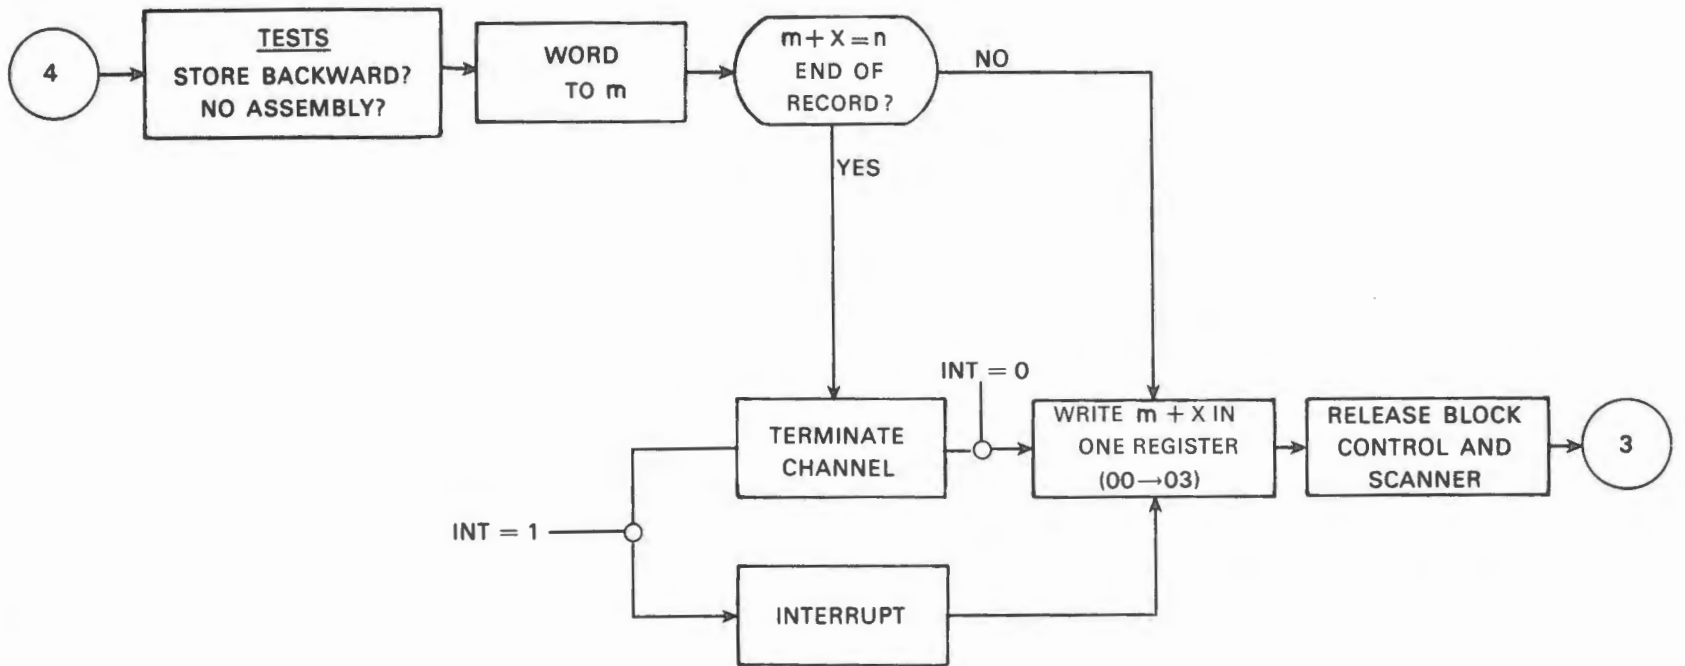 4
TESTS
STORE BACKWARD?
NO ASSEMBLY?
WORD
TO m
m + X = n
END OF
RECORD?
NO
YES
INT = 0
TERMINATE
CHANNEL
WRITE m + X IN
ONE REGISTER
(00→03)
RELEASE BLOCK
CONTROL AND
SCANNER
3
INT = 1
INTERRUPT